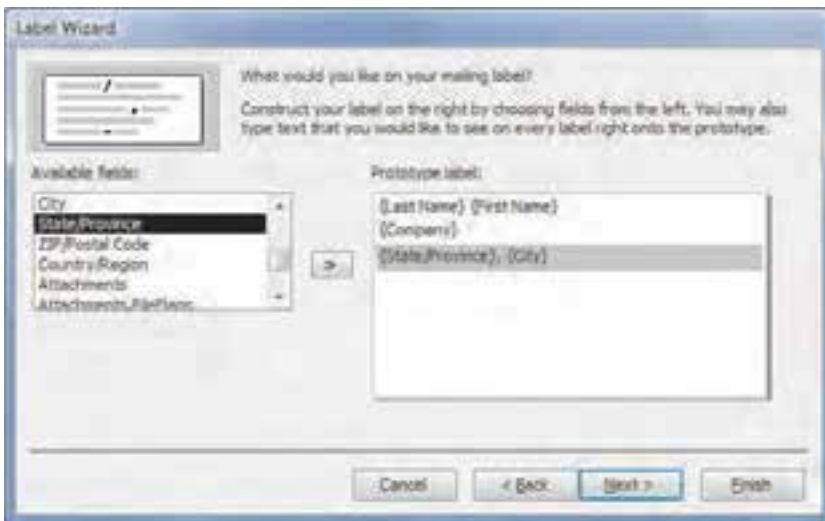 Label Wizard
What would you like on your mailing label?
Construct your label on the right by choosing fields from the left. You may also
type text that you would like to see on every label right onto the prototype.
Available fields:
Prototype label:
City
State/Province
ZIP/Postal Code
Country/Region
Attachments
Attachments.FileFlags
>
{Last Name} {First Name}
{Company}
{State/Province}, {City}
Cancel
< Back
Next >
Finish